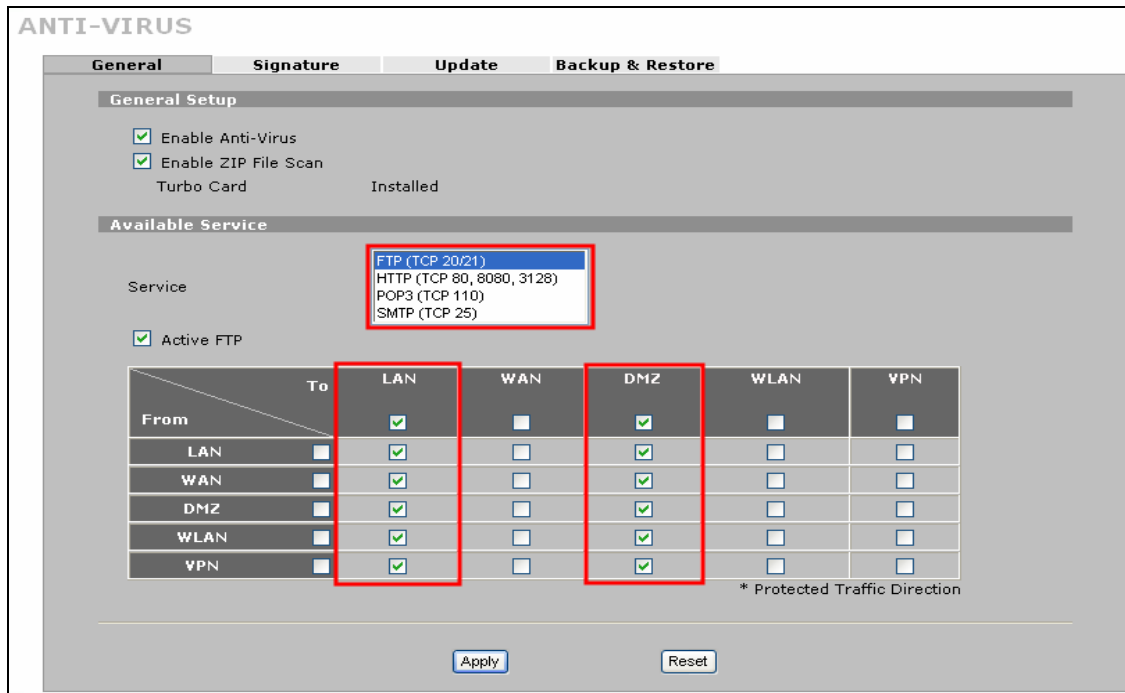 ANTI-VIRUS
General Signature Update Backup & Restore
General Setup
Enable Anti-Virus
Enable ZIP File Scan
Turbo Card Installed
Available Service
Service
FTP (TCP 20/21)
HTTP (TCP 80, 8080, 3128)
POP3 (TCP 110)
SMTP (TCP 25)
Active FTP
To LAN WAN DMZ WLAN VPN
From
LAN
WAN
DMZ
WLAN
VPN
* Protected Traffic Direction
Apply Reset